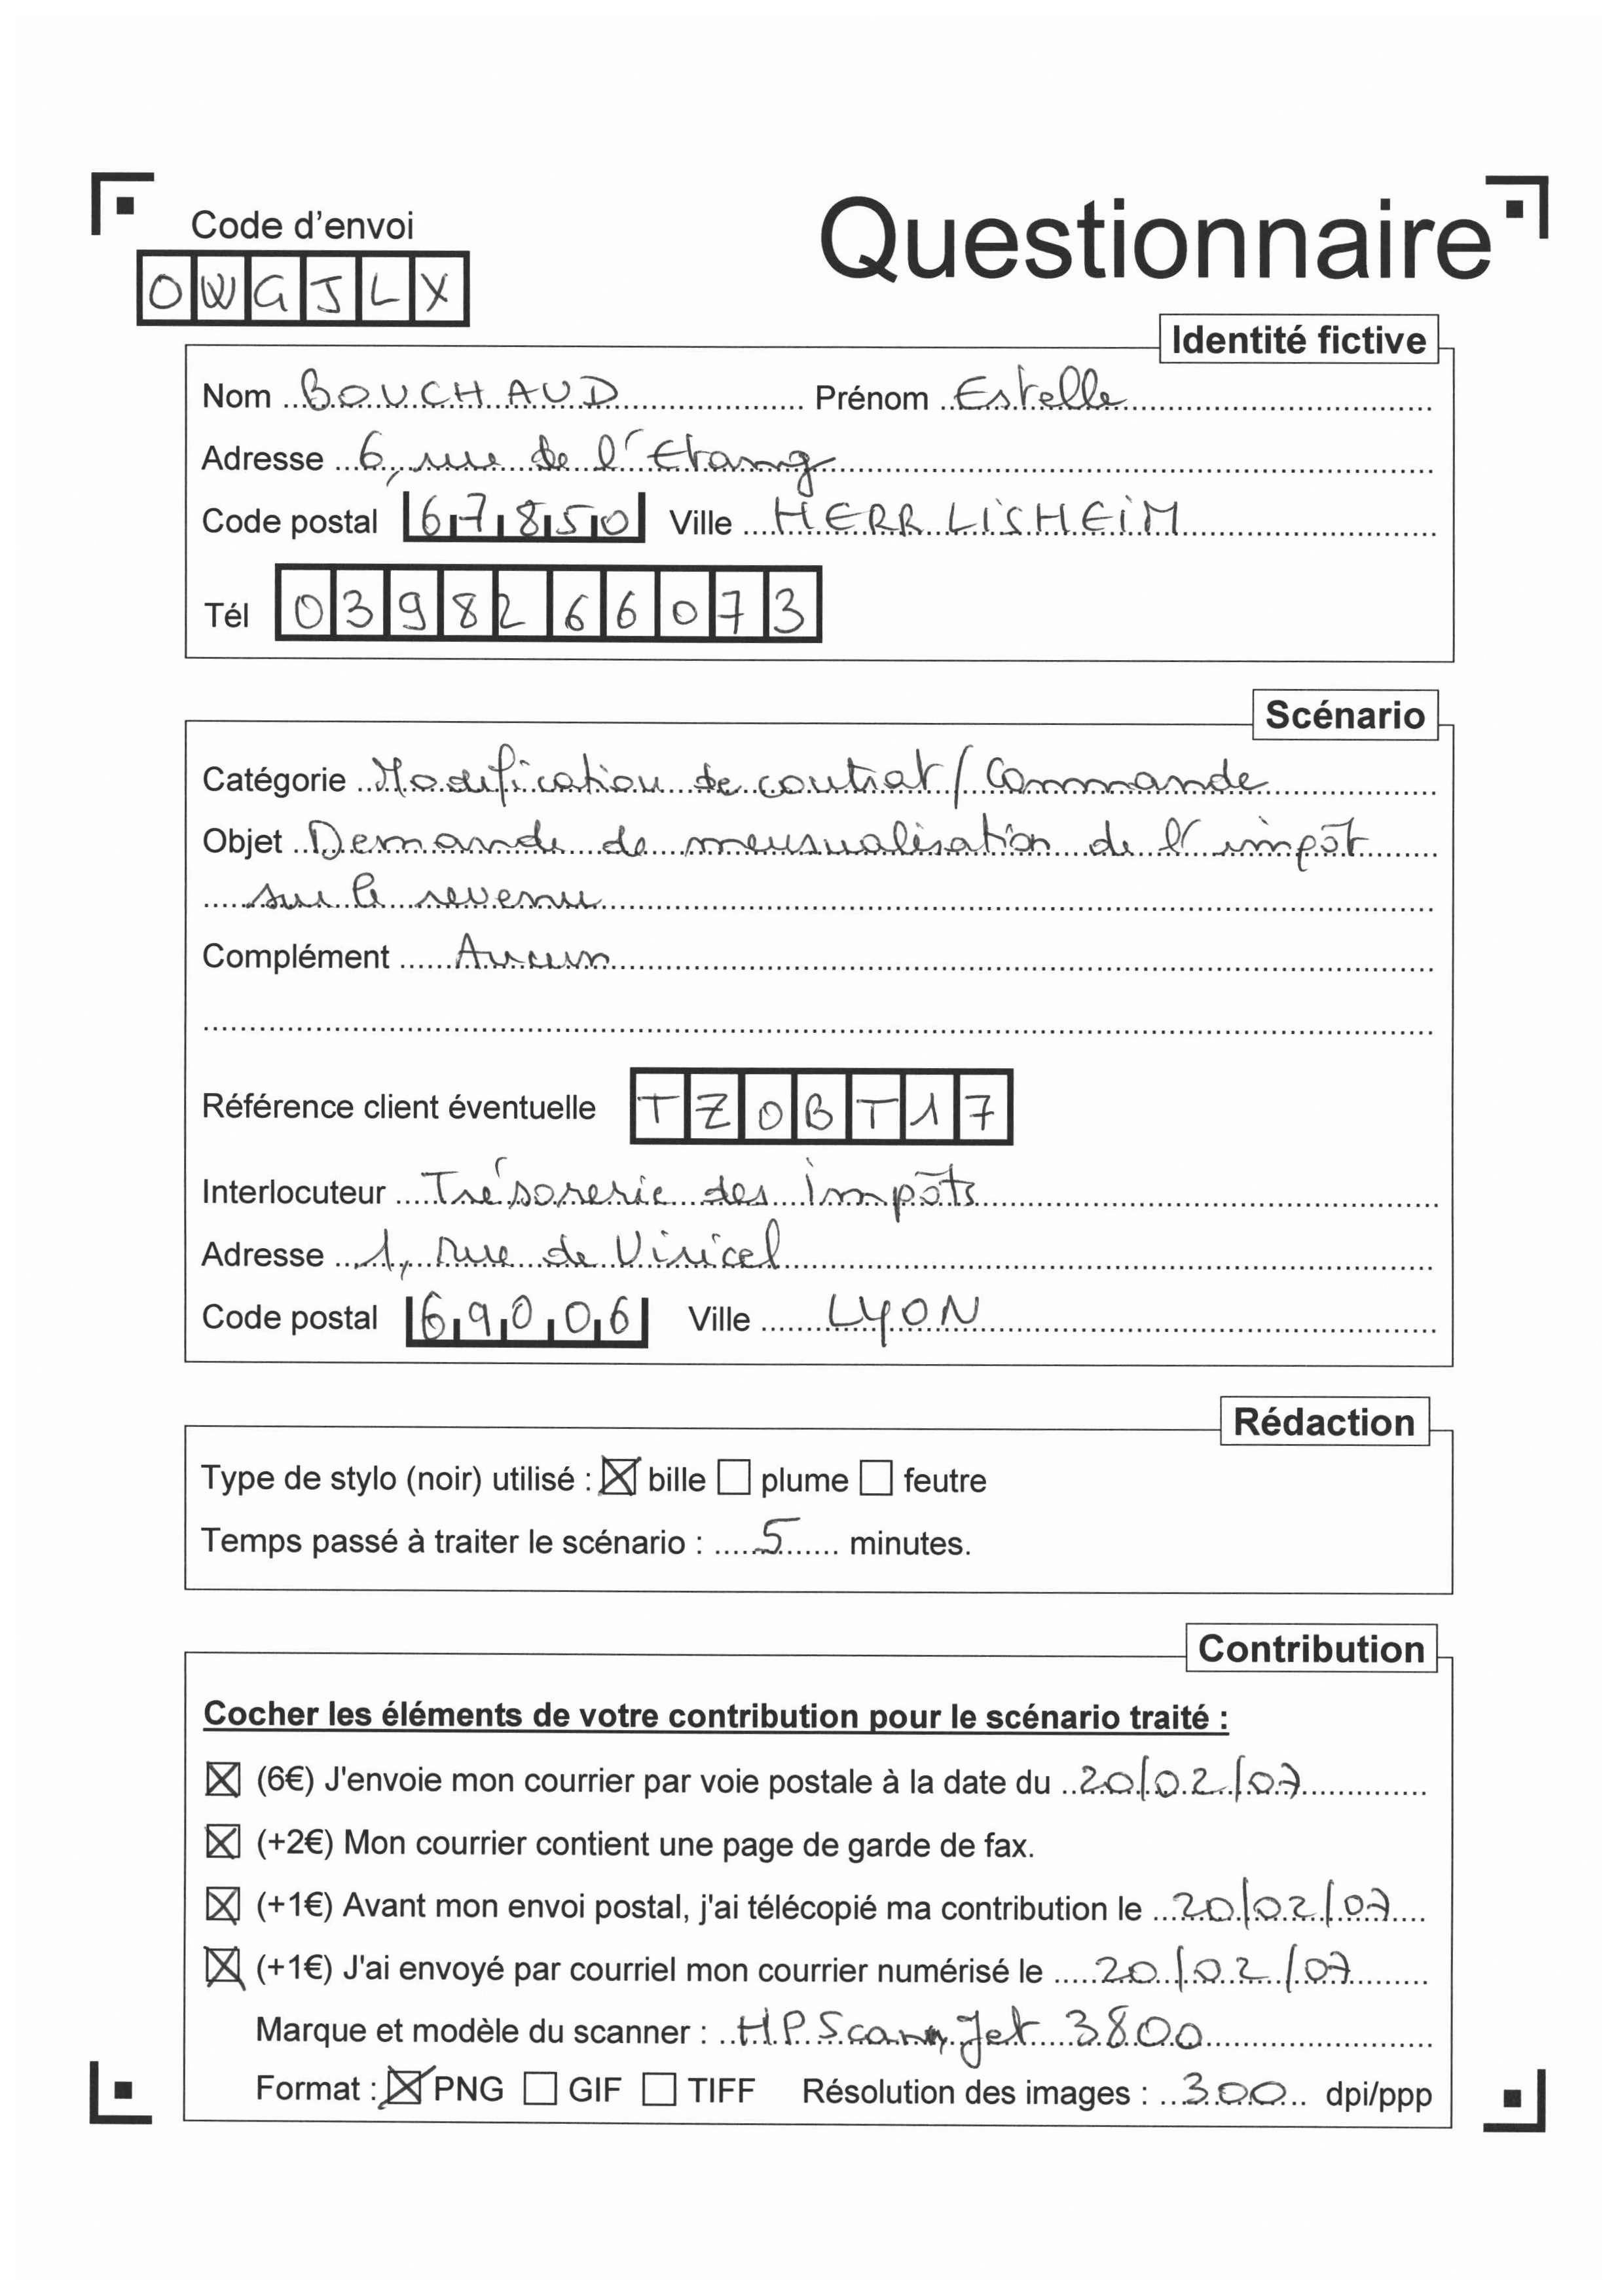 Code d'envoi
Questionnaire
OWGJLX
Identité fictive
Nom BOUCHAUD Prénom Estelle
Adresse 6, rue de l'Etang
Code postal 67850 Ville HERRLISHEIM
Tél 0398266073
Scénario
Catégorie Modification de contrat / Commande
Objet Demande de mensualisation de l'impôt
sur le revenu
Complément Aucun
Référence client éventuelle TZOBT17
Interlocuteur Trésorerie des Impôts
Adresse 1, rue de Viricel
Code postal 69006 Ville LYON
Rédaction
Type de stylo (noir) utilisé : ☒ bille ☐ plume ☐ feutre
Temps passé à traiter le scénario : 5 minutes.
Contribution
Cocher les éléments de votre contribution pour le scénario traité :
☒ (6€) J'envoie mon courrier par voie postale à la date du 20/02/07
☒ (+2€) Mon courrier contient une page de garde de fax.
☒ (+1€) Avant mon envoi postal, j'ai télécopié ma contribution le 20/02/07
☒ (+1€) J'ai envoyé par courriel mon courrier numérisé le 20/02/07
Marque et modèle du scanner : HP Scan Jet 3800
Format : ☒ PNG ☐ GIF ☐ TIFF Résolution des images : 300 dpi/ppp